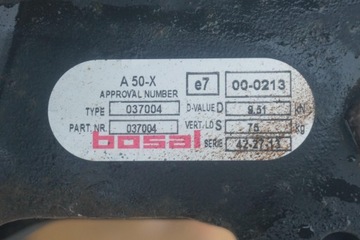 A 50-X e7 00-0213
APPROVAL NUMBER
TYPE 037004 D-VALUE D 9.51 kN
PART. NR. 037004 VERT. LD S 75 kg
bosal SERIE 42-27-13